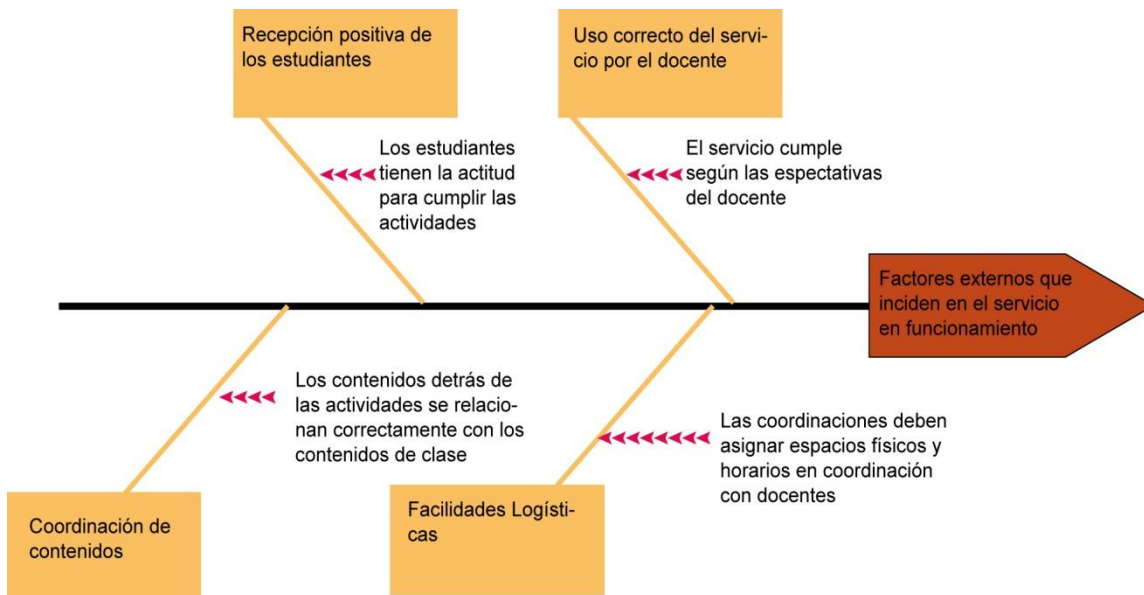 Recepción positiva de
los estudiantes
Uso correcto del servi-
cio por el docente
Los estudiantes
tienen la actitud
para cumplir las
actividades
El servicio cumple
según las espectativas
del docente
Factores externos que
inciden en el servicio
en funcionamiento
Los contenidos detrás de
las actividades se relacio-
nan correctamente con los
contenidos de clase
Las coordinaciones deben
asignar espacios físicos y
horarios en coordinación
con docentes
Coordinación de
contenidos
Facilidades Logísti-
cas